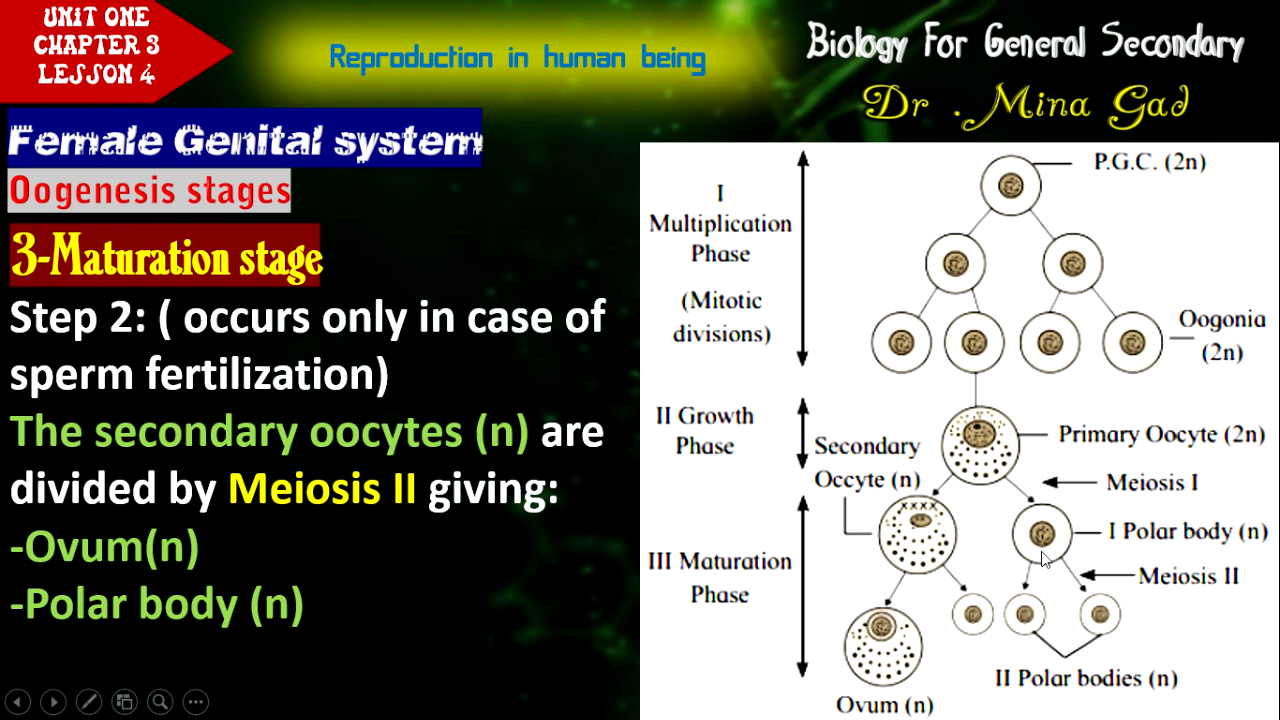 UNIT ONE
CHAPTER 3
LESSON 4
Reproduction in human being
Biology For General Secondary
Dr . Mina Gad
Female Genital system
Oogenesis stages
3-Maturation stage
Step 2: ( occurs only in case of
sperm fertilization)
The secondary oocytes (n) are
divided by Meiosis II giving:
-Ovum(n)
-Polar body (n)
I
Multiplication
Phase
(Mitotic
divisions)
P.G.C. (2n)
Oogonia
(2n)
II Growth
Phase
Primary Oocyte (2n)
Secondary
Occyte (n)
Meiosis I
I Polar body (n)
III Maturation
Phase
Meiosis II
II Polar bodies (n)
Ovum (n)